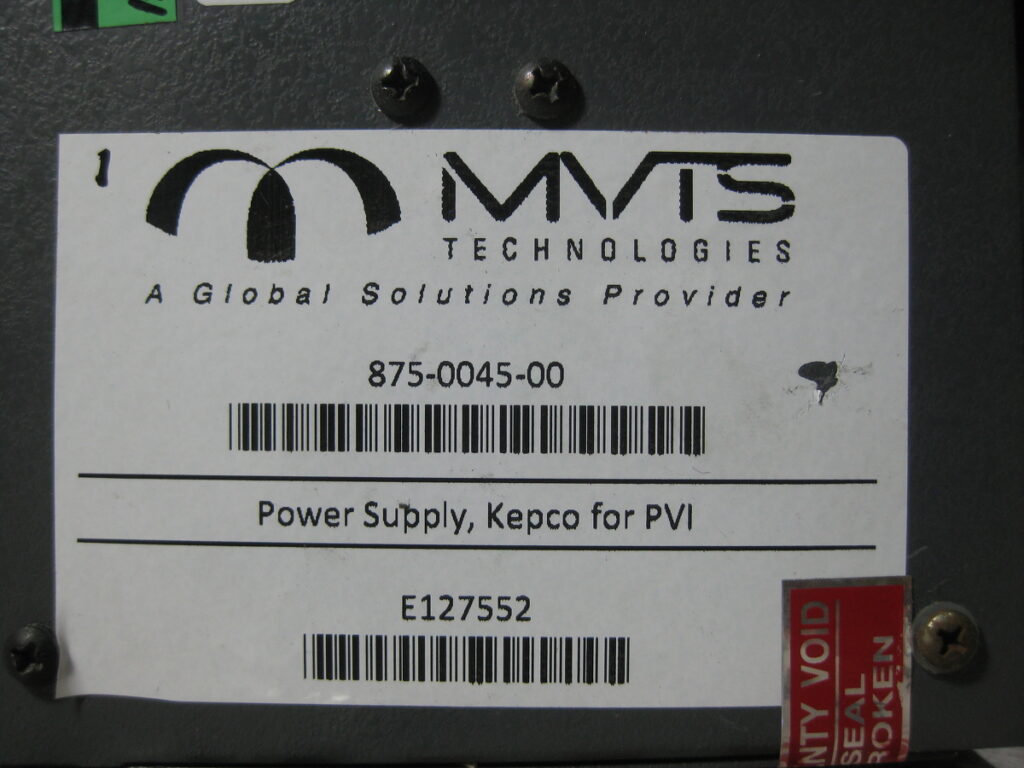 1
MVTS
TECHNOLOGIES
A Global Solutions Provider
875-0045-00
Power Supply, Kepco for PVI
E127552
NTY VOID
SEAL
ROKEN